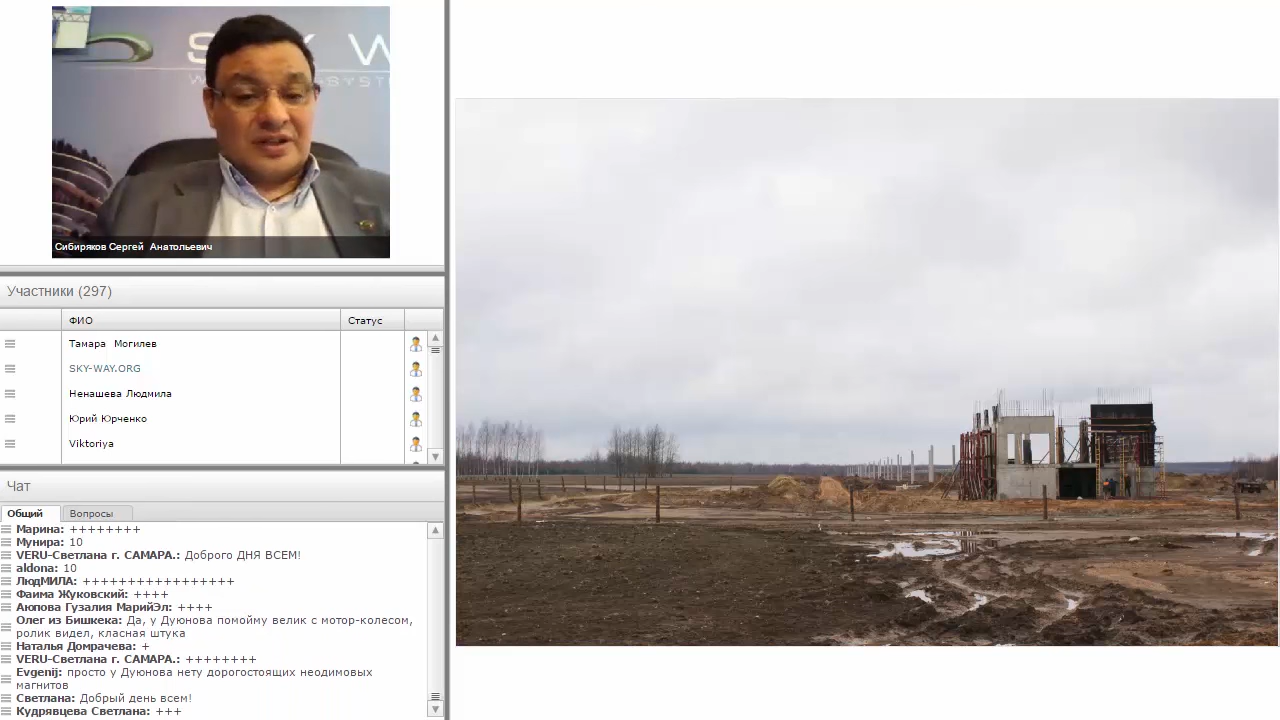 SKY W
Сибиряков Сергей Анатольевич
Участники (297)
ФИО
Статус
Тамара Могилев
SKY-WAY.ORG
Ненашева Людмила
Юрий Юрченко
Viktoriya
Чат
Общий
Вопросы
Марина: ++++++++
Мунира: 10
VERU-Светлана г. САМАРА.: Доброго ДНЯ ВСЕМ!
aldona: 10
ЛюдМИЛА: +++++++++++++++++
Фаима Жуковский: ++++
Аюпова Гузалия МарийЭл: ++++
Олег из Бишкека: Да, у Дуюнова помойму велик с мотор-колесом,
ролик видел, класная штука
Наталья Домрачева: +
VERU-Светлана г. САМАРА.: ++++++++
Evgenij: просто у Дуюнова нету дорогостоящих неодимовых
магнитов
Светлана: Добрый день всем!
Кудрявцева Светлана: +++